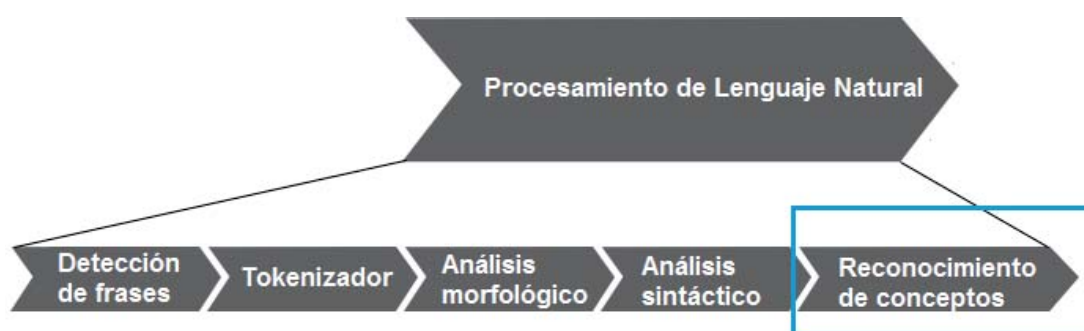 Procesamiento de Lenguaje Natural
Detección
de frases
Tokenizador
Análisis
morfológico
Análisis
sintáctico
Reconocimiento
de conceptos